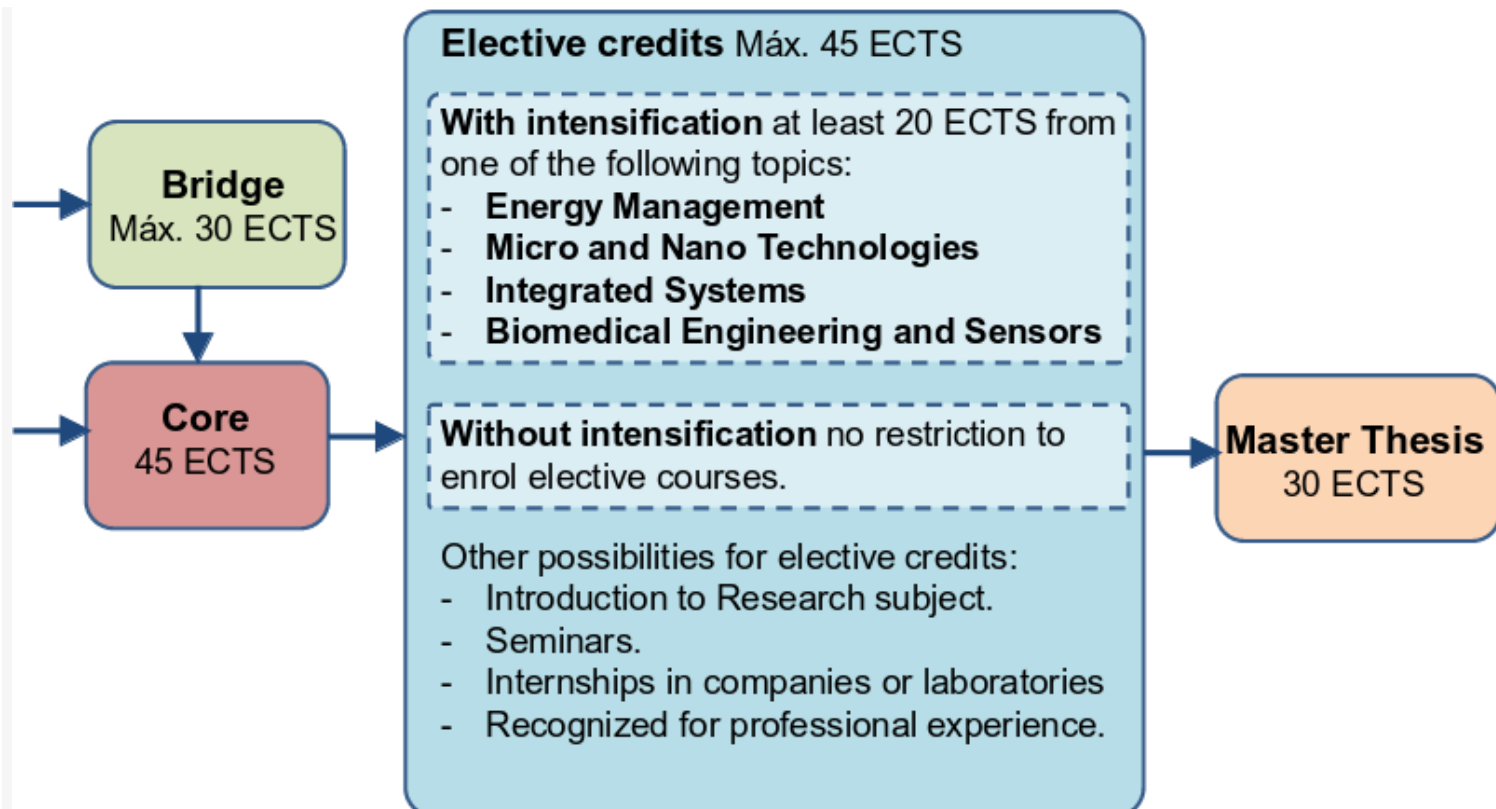 Bridge
Máx. 30 ECTS
Core
45 ECTS
Elective credits Máx. 45 ECTS
With intensification at least 20 ECTS from
one of the following topics:
- Energy Management
- Micro and Nano Technologies
- Integrated Systems
- Biomedical Engineering and Sensors
Without intensification no restriction to
enrol elective courses.
Other possibilities for elective credits:
- Introduction to Research subject.
- Seminars.
- Internships in companies or laboratories
- Recognized for professional experience.
Master Thesis
30 ECTS